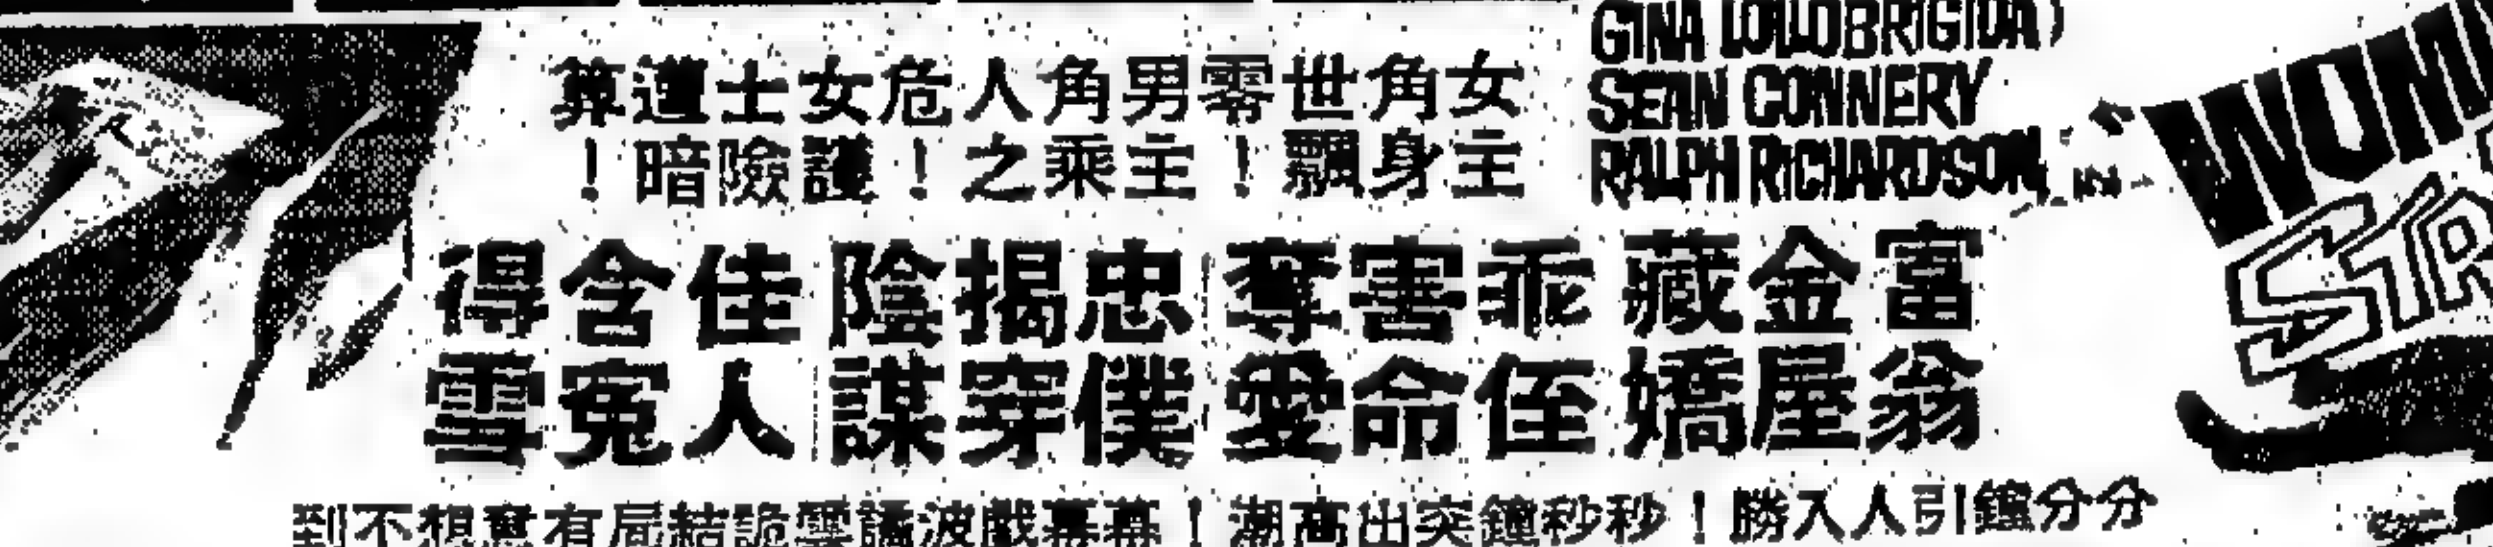 GINA LOLLOBRIGIDA)
SEAN CONNERY
RALPH RICHARDSON
女主角身世飄零！男主角乘人之危！女護士險遭暗算！
富翁金屋藏嬌
乖侄害命奪愛
忠僕揭穿陰謀
佳人含冤得雪
分分鐘引人入勝！秒秒鐘突出高潮！幕幕戲波譎雲詭結局有意想不到
WOM
STR